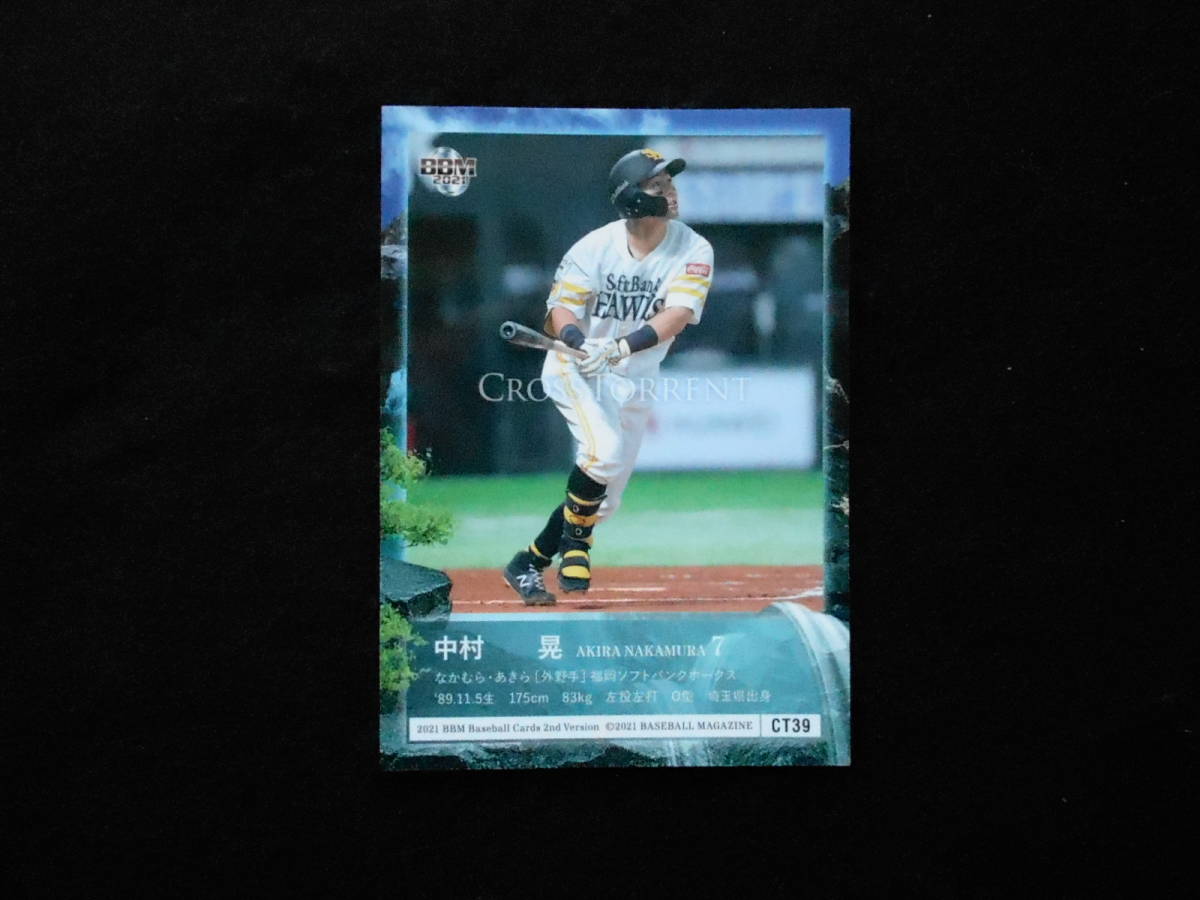 BBM
2021
SoftBank
HAWKS
CROSS TORRENT
中村 晃 AKIRA NAKAMURA 7
なかむら・あきら［外野手］福岡ソフトバンクホークス
'89.11.5生 175cm 83kg 左投左打 O型 埼玉県出身
2021 BBM Baseball Cards 2nd Version ©2021 BASEBALL MAGAZINE CT39